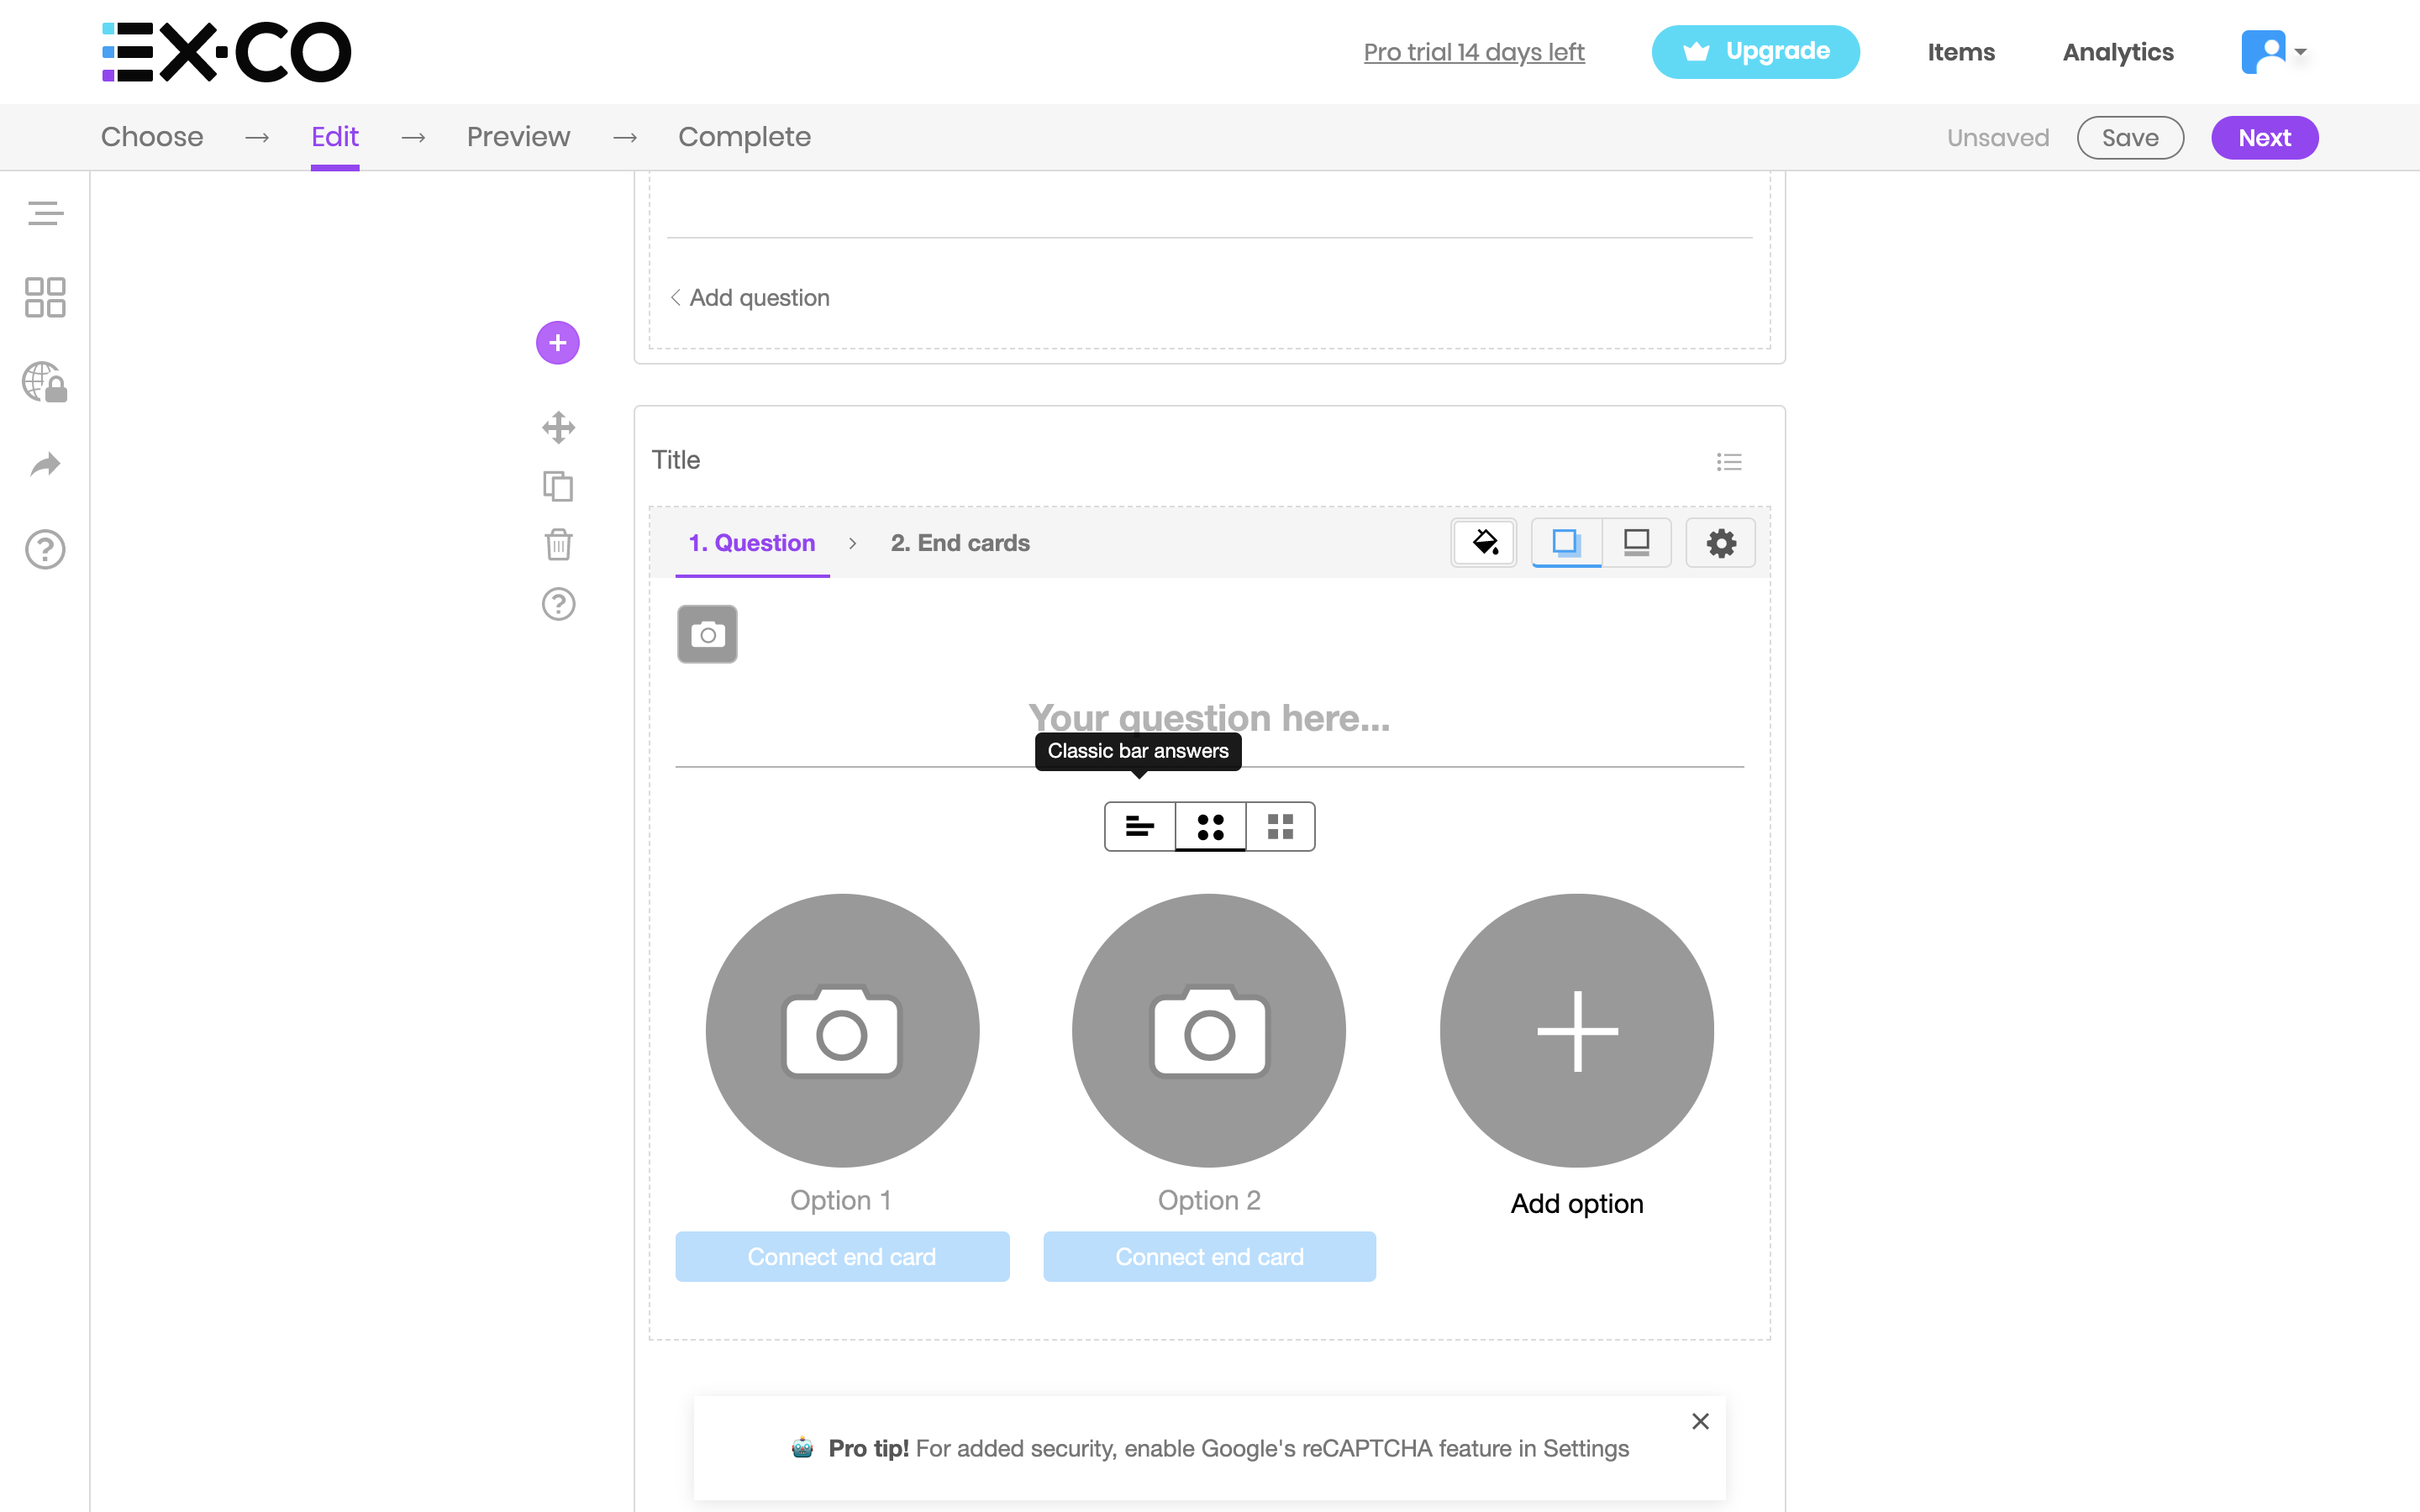 EX·CO
Pro trial 14 days left
Upgrade
Items
Analytics
Choose → Edit → Preview → Complete
Unsaved
Save
Next
Add question
Title
1. Question
2. End cards
Your question here...
Classic bar answers
Option 1
Option 2
Add option
Connect end card
Connect end card
Pro tip! For added security, enable Google's reCAPTCHA feature in Settings